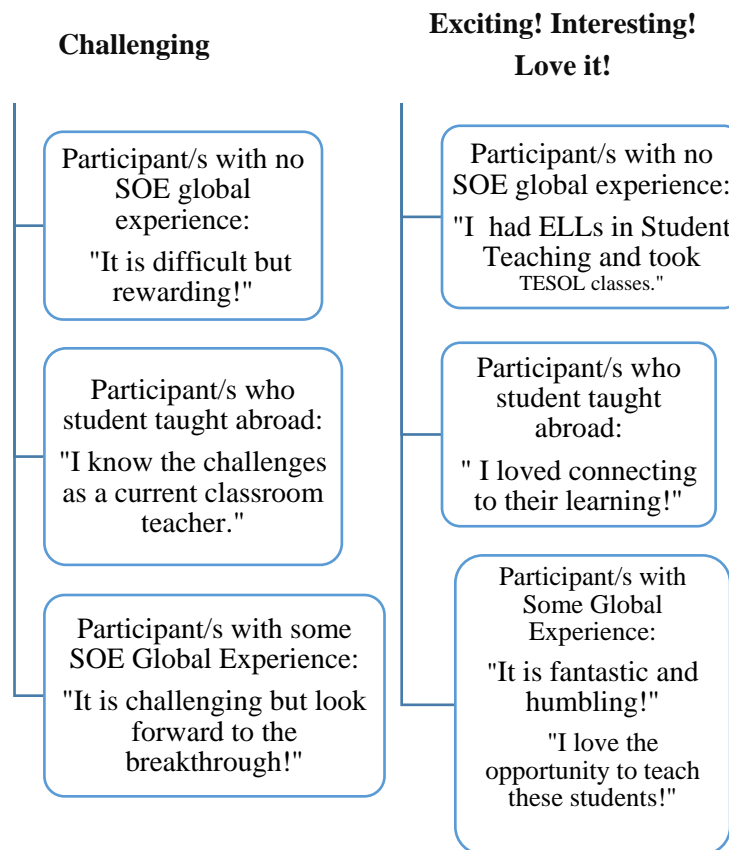 Challenging
Participant/s with no
SOE global
experience:
"It is difficult but
rewarding!"
Participant/s who
student taught abroad:
"I know the challenges
as a current classroom
teacher."
Participant/s with some
SOE Global Experience:
"It is challenging but look
forward to the
breakthrough!"
Exciting! Interesting!
Love it!
Participant/s with no
SOE global experience:
"I had ELLs in Student
Teaching and took
TESOL classes."
Participant/s who
student taught
abroad:
" I loved connecting
to their learning!"
Participant/s with
Some Global
Experience:
"It is fantastic and
humbling!"
"I love the
opportunity to teach
these students!"